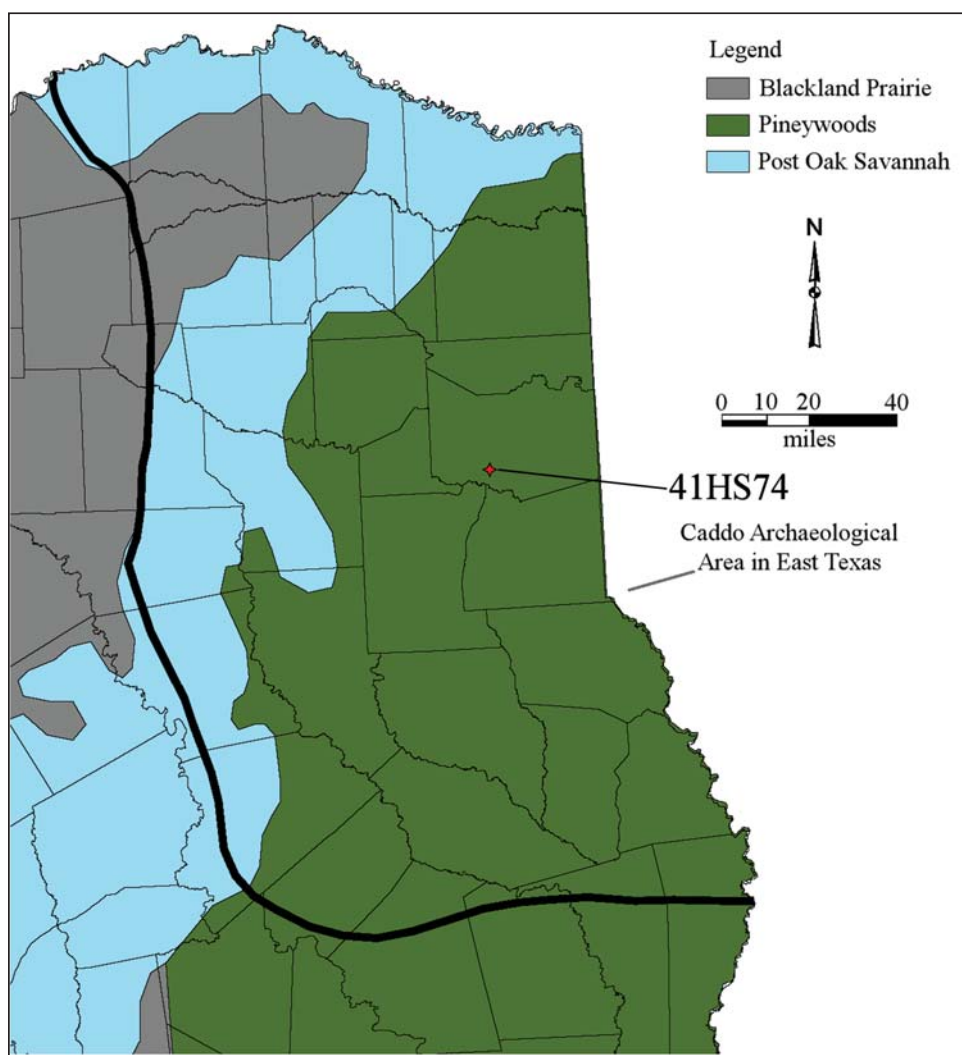 Legend
Blackland Prairie
Pineywoods
Post Oak Savannah
N
0 10 20 40
miles
41HS74
Caddo Archaeological
Area in East Texas